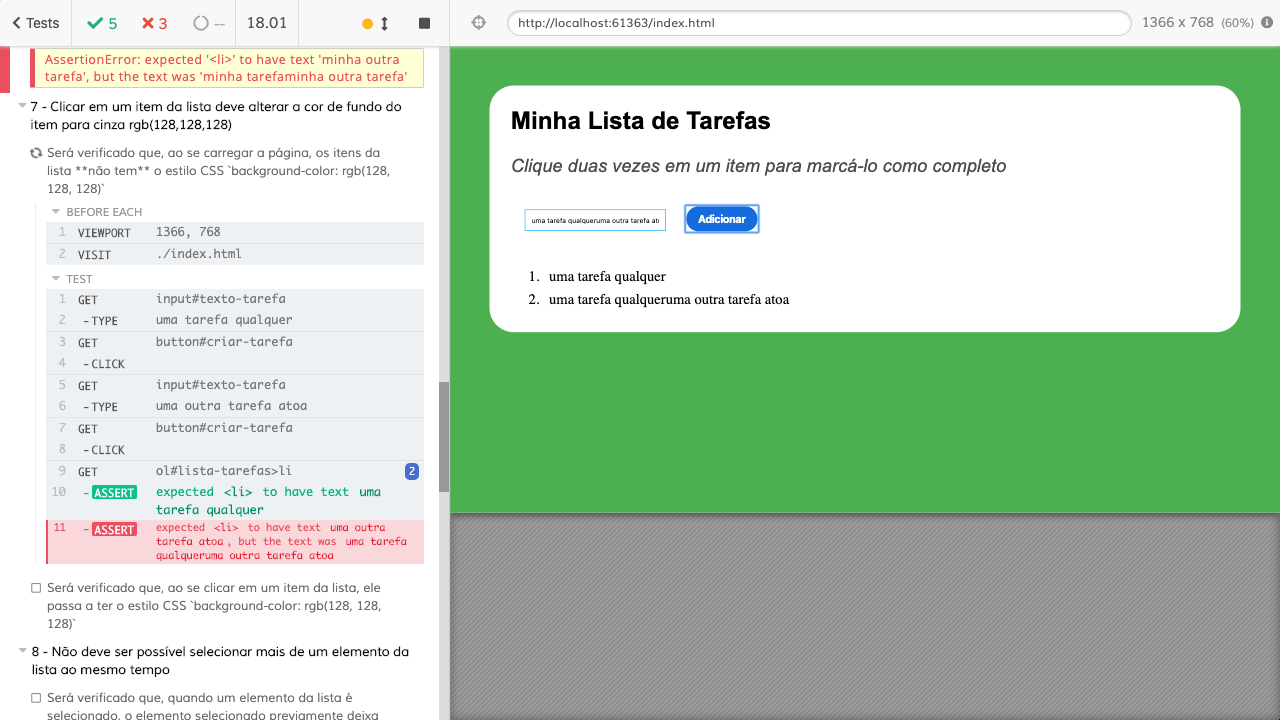 Tests
5
3
--
18.01
http://localhost:61363/index.html
1366 x 768 (60%)
AssertionError: expected '<li>' to have text 'minha outra
tarefa', but the text was 'minha tarefaminha outra tarefa'
7 - Clicar em um item da lista deve alterar a cor de fundo do
item para cinza rgb(128,128,128)
Será verificado que, ao se carregar a página, os itens da
lista **não tem** o estilo CSS `background-color: rgb(128,
128, 128)`
BEFORE EACH
1 VIEWPORT 1366, 768
2 VISIT ./index.html
TEST
1 GET input#texto-tarefa
2 -TYPE uma tarefa qualquer
3 GET button#criar-tarefa
4 -CLICK
5 GET input#texto-tarefa
6 -TYPE uma outra tarefa atoa
7 GET button#criar-tarefa
8 -CLICK
9 GET ol#lista-tarefas>li 2
10 -ASSERT expected <li> to have text uma
tarefa qualquer
11 -ASSERT expected <li> to have text uma outra
tarefa atoa, but the text was uma tarefa
qualqueruma outra tarefa atoa
Será verificado que, ao se clicar em um item da lista, ele
passa a ter o estilo CSS `background-color: rgb(128, 128,
128)`
8 - Não deve ser possível selecionar mais de um elemento da
lista ao mesmo tempo
Será verificado que, quando um elemento da lista é
selecionado, o elemento selecionado previamente deixa
Minha Lista de Tarefas
Clique duas vezes em um item para marcá-lo como completo
uma tarefa qualqueruma outra tarefa ato
Adicionar
1. uma tarefa qualquer
2. uma tarefa qualqueruma outra tarefa atoa